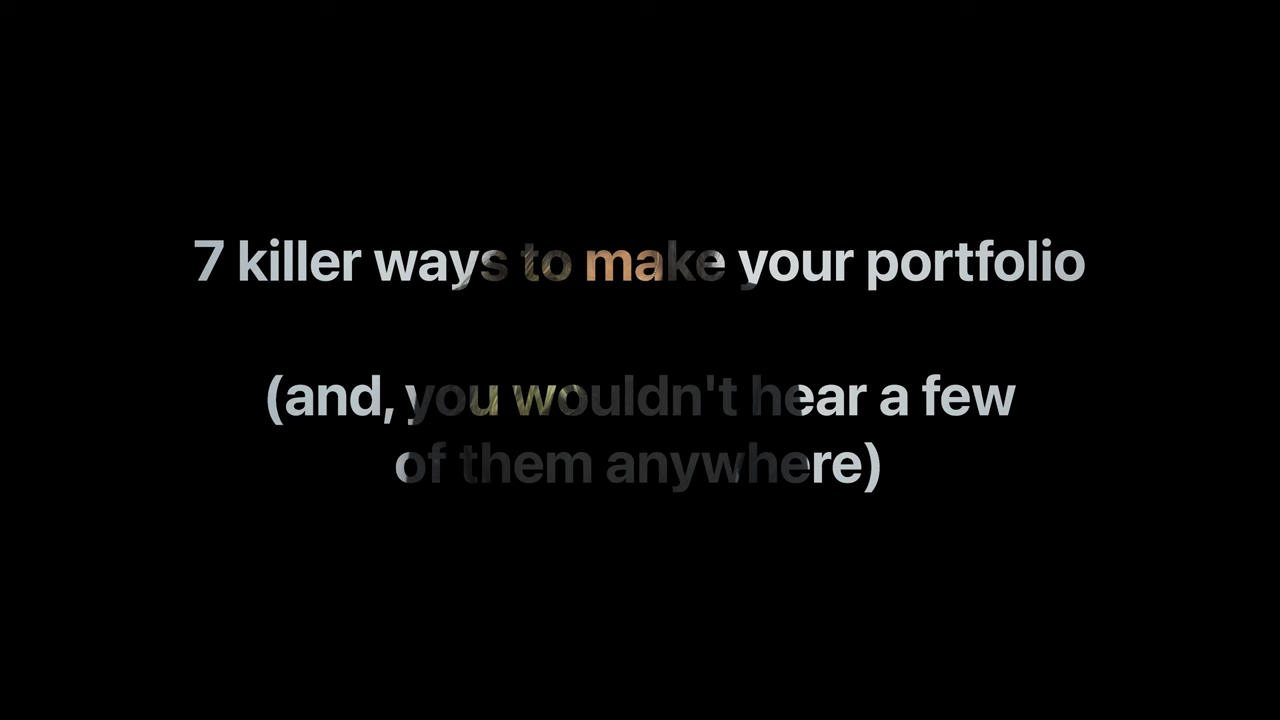 7 killer ways to make your portfolio
(and, you wouldn't hear a few
of them anywhere)